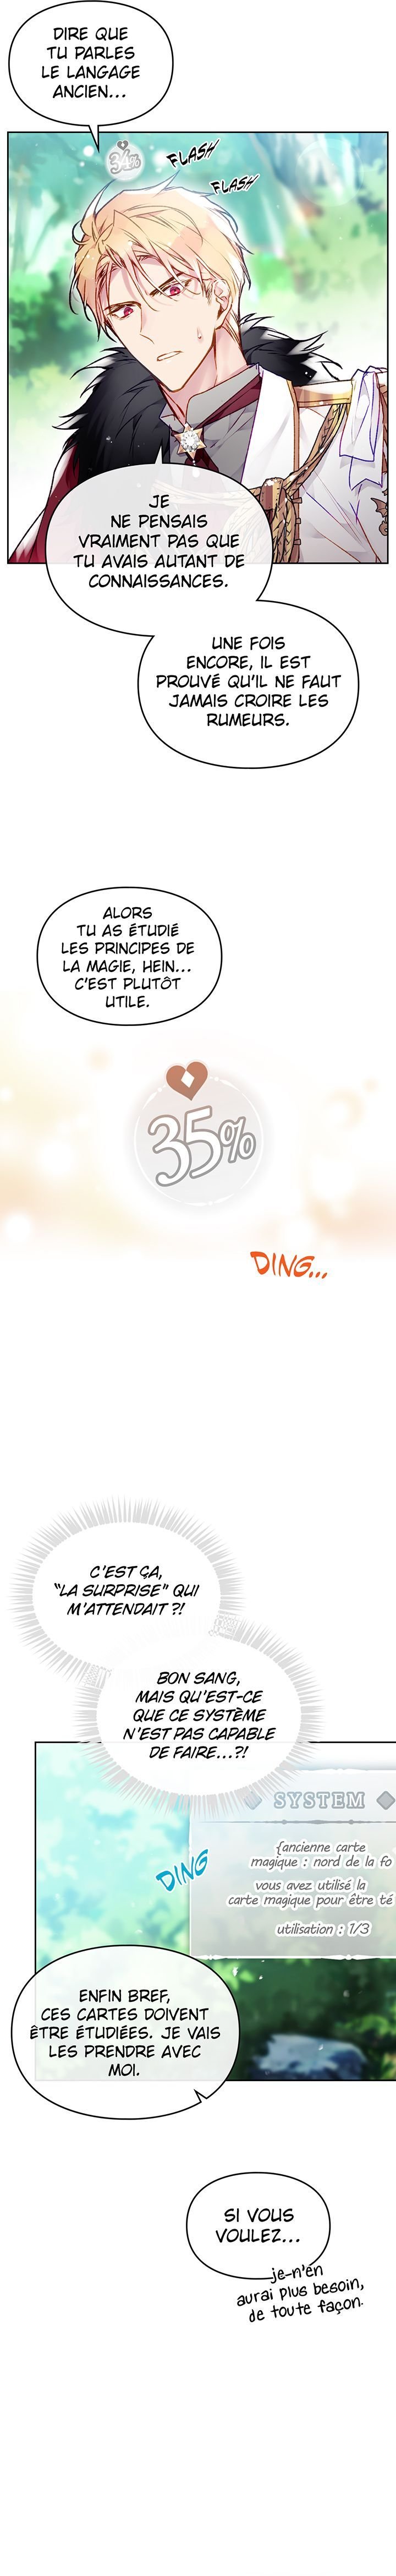 DIRE QUE
TU PARLES
LE LANGAGE
ANCIEN...
34%
FLASH
FLASH
JE
NE PENSAIS
VRAIMENT PAS QUE
TU AVAIS AUTANT DE
CONNAISSANCES.
UNE FOIS
ENCORE, IL EST
PROUVÉ QU'IL NE FAUT
JAMAIS CROIRE LES
RUMEURS.
ALORS
TU AS ÉTUDIÉ
LES PRINCIPES DE
LA MAGIE, HEIN...
C'EST PLUTÔT
UTILE.
35%
DING...
C'EST ÇA,
"LA SURPRISE" QUI
M'ATTENDAIT ?!
BON SANG,
MAIS QU'EST-CE
QUE CE SYSTÈME
N'EST PAS CAPABLE
DE FAIRE...?!
SYSTEM
{ancienne carte
magique : nord de la fo
vous avez utilisé la
carte magique pour être té
utilisation : 1/3
DING
ENFIN BREF,
CES CARTES DOIVENT
ÊTRE ÉTUDIÉES. JE VAIS
LES PRENDRE AVEC
MOI.
SI VOUS
VOULEZ...
je-n'en
aurai plus besoin,
de toute façon.